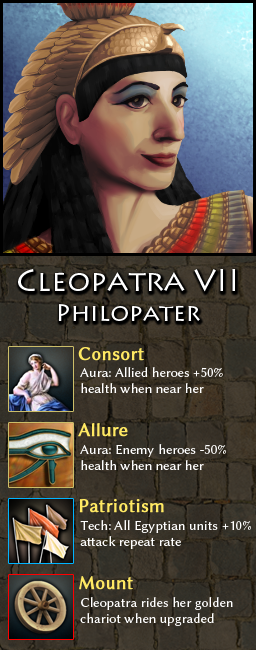 Cleopatra VII
Philopater
Consort
Aura: Allied heroes +50%
health when near her
Allure
Aura: Enemy heroes -50%
health when near her
Patriotism
Tech: All Egyptian units +10%
attack repeat rate
Mount
Cleopatra rides her golden
chariot when upgraded